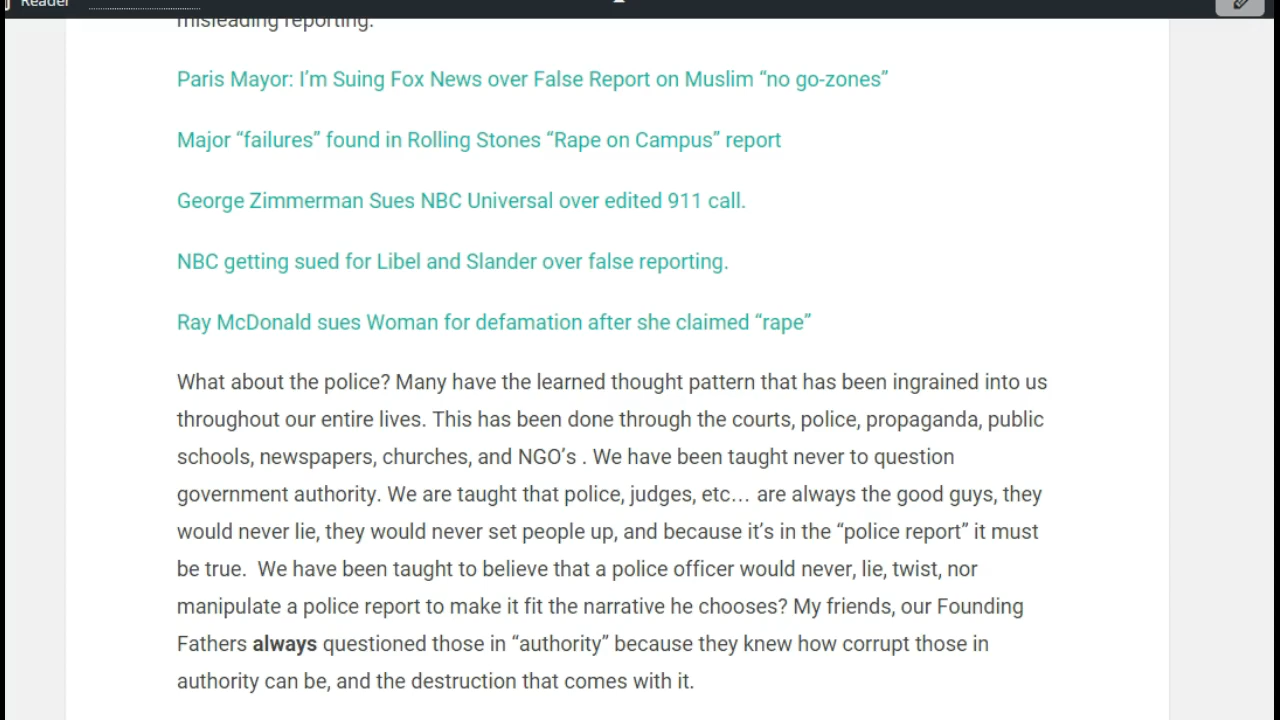 Reader
misleading reporting.
Paris Mayor: I’m Suing Fox News over False Report on Muslim “no go-zones”
Major “failures” found in Rolling Stones “Rape on Campus” report
George Zimmerman Sues NBC Universal over edited 911 call.
NBC getting sued for Libel and Slander over false reporting.
Ray McDonald sues Woman for defamation after she claimed “rape”
What about the police? Many have the learned thought pattern that has been ingrained into us
throughout our entire lives. This has been done through the courts, police, propaganda, public
schools, newspapers, churches, and NGO’s . We have been taught never to question
government authority. We are taught that police, judges, etc… are always the good guys, they
would never lie, they would never set people up, and because it’s in the “police report” it must
be true.  We have been taught to believe that a police officer would never, lie, twist, nor
manipulate a police report to make it fit the narrative he chooses? My friends, our Founding
Fathers always questioned those in “authority” because they knew how corrupt those in
authority can be, and the destruction that comes with it.